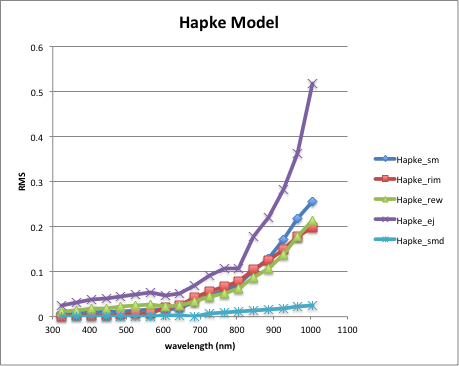 Hapke Model
0.6
0.5
0.4
0.3
0.2
0.1
0
RMS
300 400 500 600 700 800 900 1000 1100
wavelength (nm)
Hapke_sm
Hapke_rim
Hapke_rew
Hapke_ej
Hapke_smd